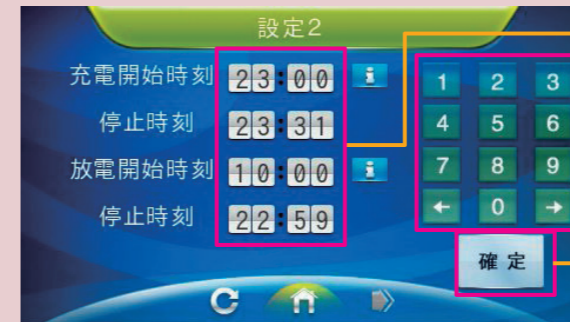 設定2
充電開始時刻 23:00 i
停止時刻 23:31
放電開始時刻 10:00 i
停止時刻 22:59
1 2 3
4 5 6
7 8 9
← 0 →
確定